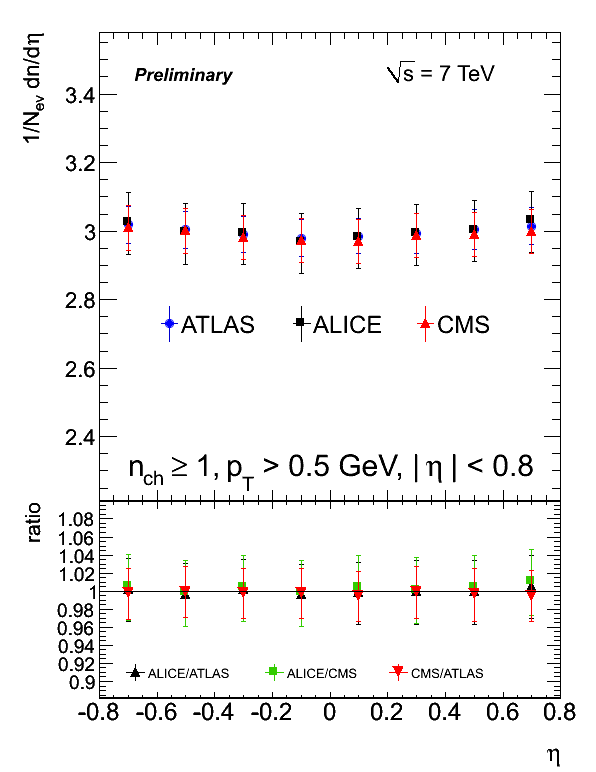 1/N_ev dn/dη
Preliminary
√s = 7 TeV
3.4
3.2
3
2.8
2.6
2.4
ATLAS ALICE CMS
n_ch ≥ 1, p_T > 0.5 GeV, | η | < 0.8
ratio
1.08
1.06
1.04
1.02
1
0.98
0.96
0.94
0.92
0.9
ALICE/ATLAS ALICE/CMS CMS/ATLAS
-0.8 -0.6 -0.4 -0.2 0 0.2 0.4 0.6 0.8
η